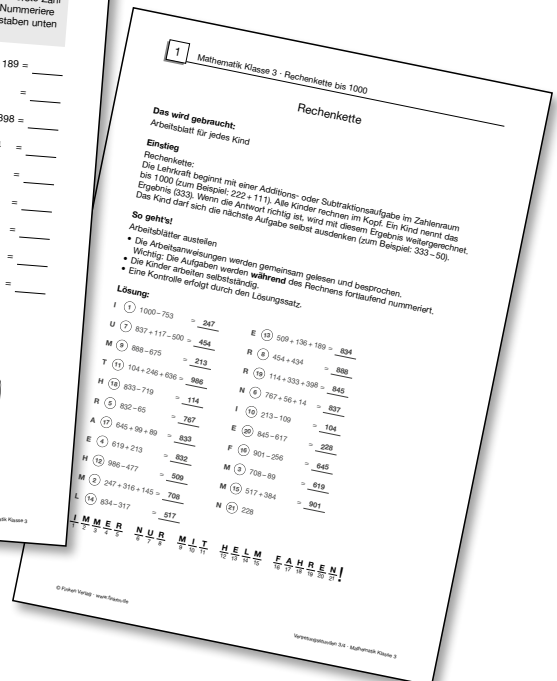 Nummeriere
staben unten
189 = ___
= ___
398 = ___
= ___
= ___
= ___
= ___
= ___
= ___
1
Mathematik Klasse 3 · Rechenkette bis 1000
Rechenkette
Das wird gebraucht:
Arbeitsblatt für jedes Kind
Einstieg
Rechenkette:
Die Lehrkraft beginnt mit einer Additions- oder Subtraktionsaufgabe im Zahlenraum
bis 1000 (zum Beispiel: 222 + 111). Alle Kinder rechnen im Kopf. Ein Kind nennt das
Ergebnis (333). Wenn die Antwort richtig ist, wird mit diesem Ergebnis weitergerechnet.
Das Kind darf sich die nächste Aufgabe selbst ausdenken (zum Beispiel: 333 – 50).
So geht's!
Arbeitsblätter austeilen
• Die Arbeitsanweisungen werden gemeinsam gelesen und besprochen.
Wichtig: Die Aufgaben werden während des Rechnens fortlaufend nummeriert.
• Die Kinder arbeiten selbstständig.
• Eine Kontrolle erfolgt durch den Lösungssatz.
Lösung:
I 1 1000 – 753 = 247
U 7 837 + 117 – 500 = 454
M 9 888 – 675 = 213
T 11 104 + 246 + 636 = 986
H 18 833 – 719 = 114
R 5 832 – 65 = 767
A 17 645 + 99 + 89 = 833
E 4 619 + 213 = 832
H 12 986 – 477 = 509
M 2 247 + 316 + 145 = 708
L 14 834 – 317 = 517
E 13 509 + 136 + 189 = 834
R 8 454 + 434 = 888
R 19 114 + 333 + 398 = 845
N 6 767 + 56 + 14 = 837
I 10 213 – 109 = 104
E 20 845 – 617 = 228
F 16 901 – 256 = 645
M 3 708 – 89 = 619
M 15 517 + 384 = 901
N 21 228
IMMER NUR MIT HELM FAHREN!
1 2 3 4 5 6 7 8 9 10 11 12 13 14 15 16 17 18 19 20 21
© Finken Verlag · www.finken.de
Vertretungsstunden 3/4 · Mathematik Klasse 3
tik Klasse 3